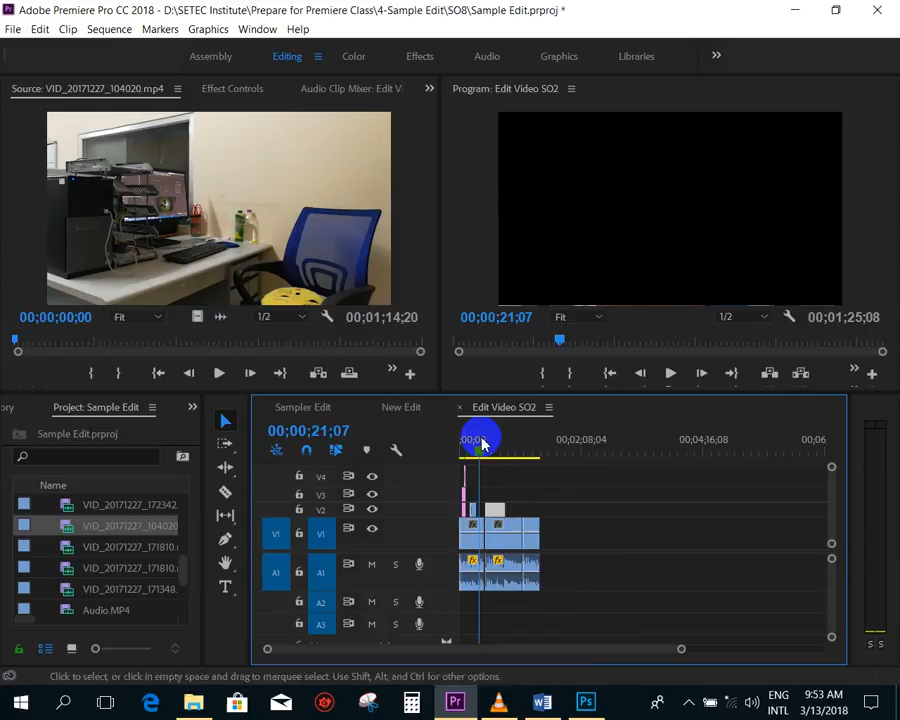 Adobe Premiere Pro CC 2018 - D:\SETEC Institute\Prepare for Premiere Class\4-Sample Edit\SO8\Sample Edit.prproj *
File Edit Clip Sequence Markers Graphics Window Help
Assembly Editing Color Effects Audio Graphics Libraries
Source: VID_20171227_104020.mp4 Effect Controls Audio Clip Mixer: Edit V Program: Edit Video SO2
00;00;00;00 Fit 1/2 00;01;14;20 00;00;21;07 Fit 1/2 00;01;25;08
ory Project: Sample Edit Sampler Edit New Edit × Edit Video SO2
Sample Edit.prproj 00;00;21;07
;00;00 00;02;08;04 00;04;16;08 00;06
Name
V4
V3
VID_20171227_172342. V2
VID_20171227_104020 V1 V1 fx fx
VID_20171227_171810.
VID_20171227_171810. A1 A1 M S fx fx
VID_20171227_171348.
Audio.MP4 A2 M S
A3 M S
S S
Click to select, or click in empty space and drag to marquee select. Use Shift, Alt, and Ctrl for other options.
ENG 9:53 AM
INTL 3/13/2018